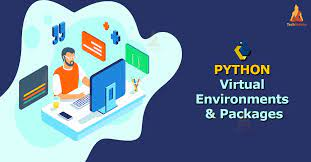 PYTHON
Virtual
Environments
& Packages